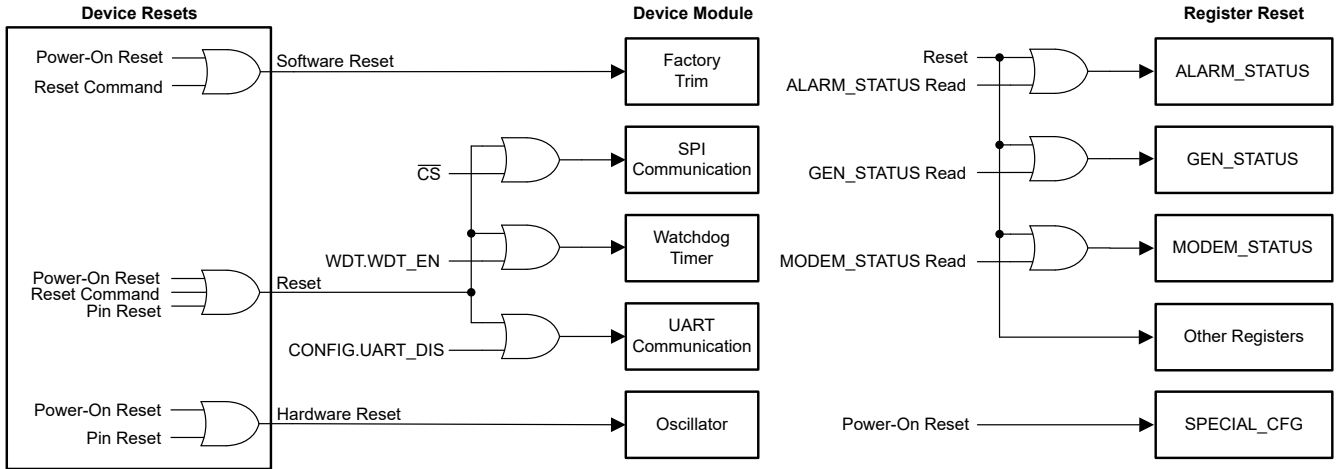 Device Resets
Device Module
Register Reset
Power-On Reset
Reset Command
Software Reset
Factory
Trim
Reset
ALARM_STATUS Read
ALARM_STATUS
CS
SPI
Communication
GEN_STATUS Read
GEN_STATUS
WDT.WDT_EN
Watchdog
Timer
MODEM_STATUS Read
MODEM_STATUS
Power-On Reset
Reset Command
Pin Reset
Reset
CONFIG.UART_DIS
UART
Communication
Other Registers
Power-On Reset
Pin Reset
Hardware Reset
Oscillator
Power-On Reset
SPECIAL_CFG